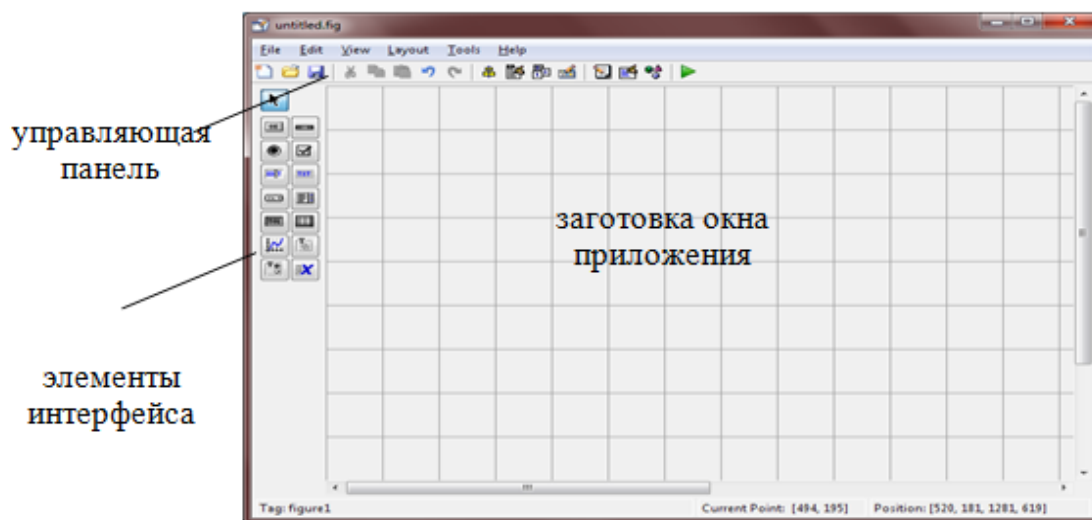 untitled.fig
File Edit View Layout Tools Help
управляющая
панель
заготовка окна
приложения
элементы
интерфейса
Tag: figure1 Current Point: [494, 195] Position: [520, 181, 1281, 619]